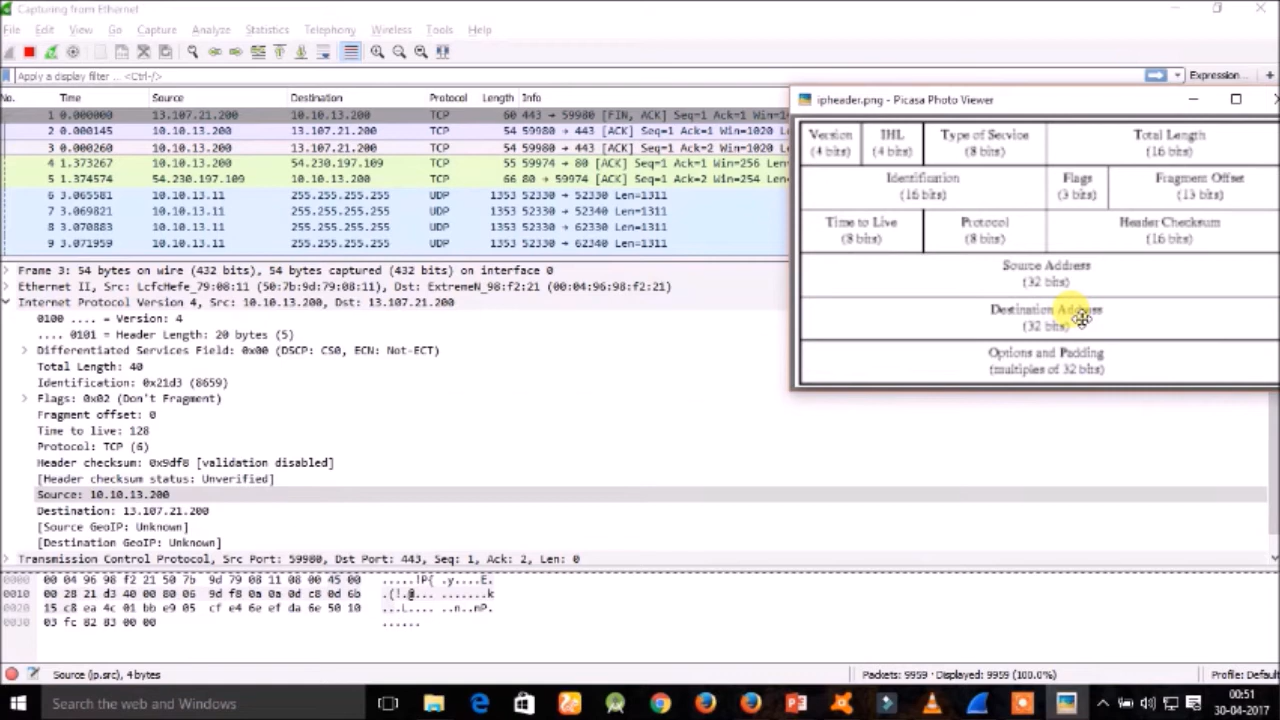 Capturing from Ethernet
File Edit View Go Capture Analyze Statistics Telephony Wireless Tools Help
Apply a display filter ... <Ctrl-/>
Expression... +
No. Time Source Destination Protocol Length Info
1 0.000000 13.107.21.200 10.10.13.200 TCP 60 443 → 59980 [FIN, ACK] Seq=1 Ack=1
2 0.000145 10.10.13.200 13.107.21.200 TCP 54 59980 → 443 [ACK] Seq=1 Ack=1 Win=1020 Le
3 0.000260 10.10.13.200 13.107.21.200 TCP 54 59980 → 443 [ACK] Seq=1 Ack=2 Win=1020 Le
4 1.373267 10.10.13.200 54.230.197.109 TCP 55 59974 → 80 [ACK] Seq=1 Ack=1 Win=256 Le
5 1.374574 54.230.197.109 10.10.13.200 TCP 66 80 → 59974 [ACK] Seq=1 Ack=2 Win=254 Le
6 3.065581 10.10.13.11 255.255.255.255 UDP 1353 52330 → 52330 Len=1311
7 3.069821 10.10.13.11 255.255.255.255 UDP 1353 52330 → 52340 Len=1311
8 3.070883 10.10.13.11 255.255.255.255 UDP 1353 52330 → 62330 Len=1311
9 3.071959 10.10.13.11 255.255.255.255 UDP 1353 52330 → 62340 Len=1311
ipheader.png - Picasa Photo Viewer
Version IHL Type of Service Total Length
(4 bits) (4 bits) (8 bits) (16 bits)
Identification Flags Fragment Offset
(16 bits) (3 bits) (13 bits)
Time to Live Protocol Header Checksum
(8 bits) (8 bits) (16 bits)
Source Address
(32 bits)
Destination Address
(32 bits)
Options and Padding
(multiples of 32 bits)
Frame 3: 54 bytes on wire (432 bits), 54 bytes captured (432 bits) on interface 0
Ethernet II, Src: LcfcHefe_79:08:11 (50:7b:9d:79:08:11), Dst: ExtremeN_98:f2:21 (00:04:96:98:f2:21)
Internet Protocol Version 4, Src: 10.10.13.200, Dst: 13.107.21.200
0100 .... = Version: 4
.... 0101 = Header Length: 20 bytes (5)
Differentiated Services Field: 0x00 (DSCP: CS0, ECN: Not-ECT)
Total Length: 40
Identification: 0x21d3 (8659)
Flags: 0x02 (Don't Fragment)
Fragment offset: 0
Time to live: 128
Protocol: TCP (6)
Header checksum: 0x9df8 [validation disabled]
[Header checksum status: Unverified]
Source: 10.10.13.200
Destination: 13.107.21.200
[Source GeoIP: Unknown]
[Destination GeoIP: Unknown]
Transmission Control Protocol, Src Port: 59980, Dst Port: 443, Seq: 1, Ack: 2, Len: 0
0000 00 04 96 98 f2 21 50 7b 9d 79 08 11 08 00 45 00 .....!P{ .y....E.
0010 00 28 21 d3 40 00 80 06 9d f8 0a 0a 0d c8 0d 6b .(!.@... .......k
0020 15 c8 ea 4c 01 bb e9 05 cf e4 6e ef da 6e 50 10 ...L.... ..n..nP.
0030 03 fc 82 83 00 00 ......
Source (ip.src), 4 bytes
Packets: 9959 · Displayed: 9959 (100.0%)
Profile: Default
Search the web and Windows
00:51
30-04-2017